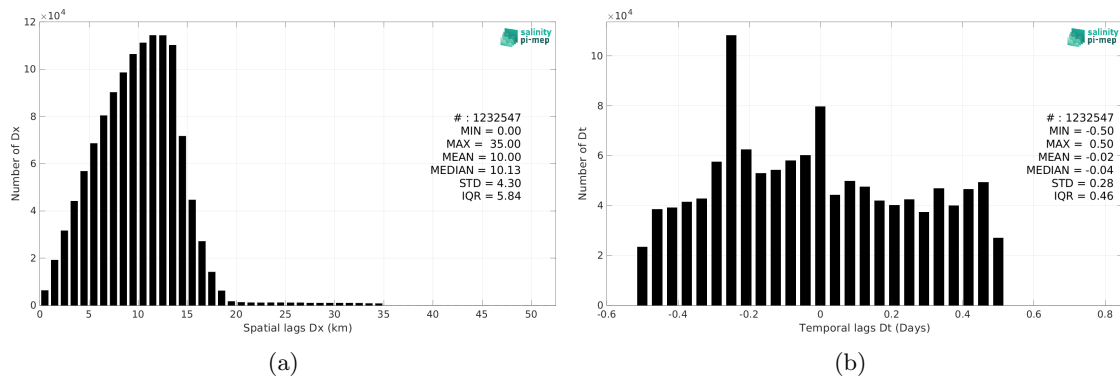 ×10⁴
12
10
8
6
4
2
0
Number of Dx
0 5 10 15 20 25 30 35 40 45 50
Spatial lags Dx (km)
salinity
pi-mep
# : 1232547
MIN = 0.00
MAX = 35.00
MEAN = 10.00
MEDIAN = 10.13
STD = 4.30
IQR = 5.84
(a)
×10⁴
10
8
6
4
2
0
Number of Dt
-0.6 -0.4 -0.2 0 0.2 0.4 0.6 0.8
Temporal lags Dt (Days)
salinity
pi-mep
# : 1232547
MIN = -0.50
MAX = 0.50
MEAN = -0.02
MEDIAN = -0.04
STD = 0.28
IQR = 0.46
(b)